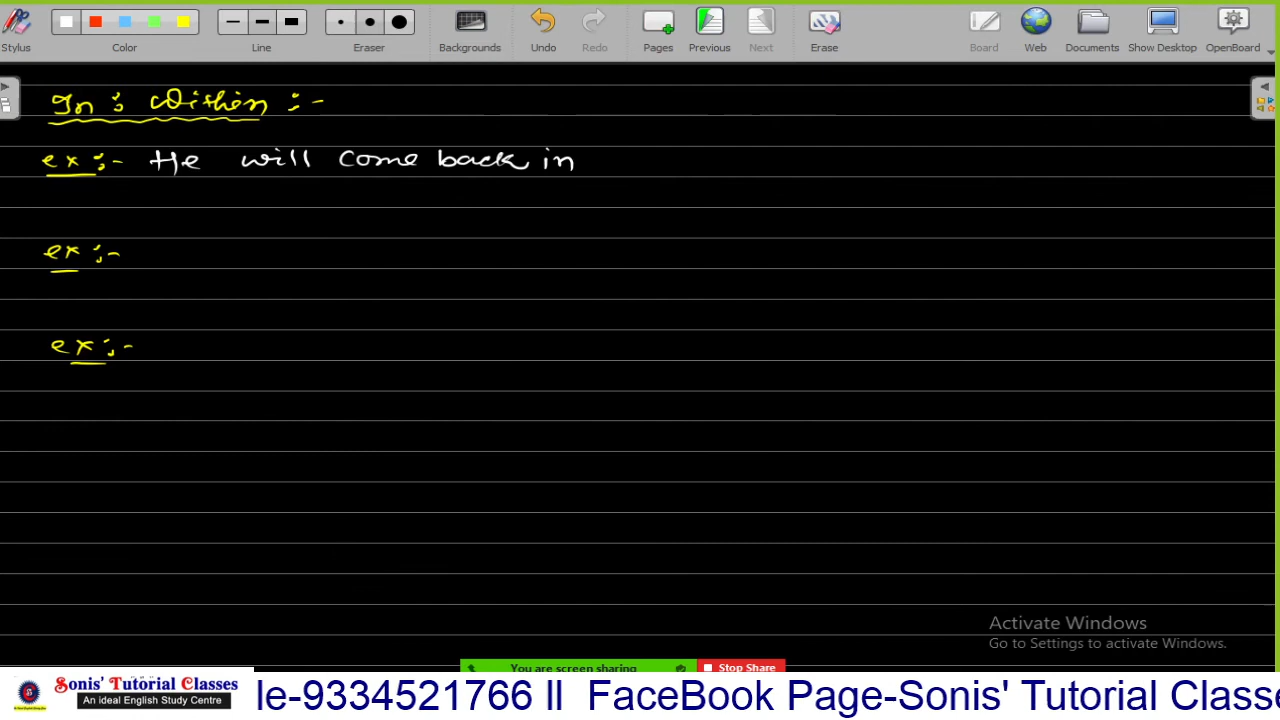 Stylus
Color
Line
Eraser
Backgrounds
Undo
Redo
Pages
Previous
Next
Erase
Board
Web
Documents
Show Desktop
OpenBoard
In : Within :-
ex :- He will come back in
ex :-
ex :-
Activate Windows
Go to Settings to activate Windows.
You are screen sharing
Stop Share
Sonis' Tutorial Classes
An ideal English Study Centre
le-9334521766 ll FaceBook Page-Sonis' Tutorial Classe